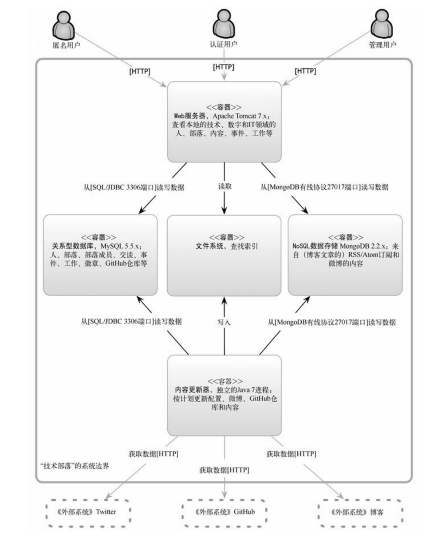 匿名用户
认证用户
管理用户
[HTTP]
[HTTP]
[HTTP]
<<容器>>
Web服务器，Apache Tomcat 7.x；
查看本地的技术、数字和IT领域的
人、部落、内容、事件、工作等
从[SQL/JDBC 3306端口]读写数据
读取
从[MongoDB有线协议27017端口]读写数据
<<容器>>
关系型数据库，MySQL 5.5.x；
人、部落、部落成员、交谈、事
件、工作、徽章、GitHub仓库等
<<容器>>
文件系统，查找索引
<<容器>>
NoSQL数据存储 MongoDB 2.2.x；来
自（博客文章的）RSS/Atom订阅和
微博的内容
从[SQL/JDBC 3306端口]读写数据
写入
从[MongoDB有线协议27017端口]读写数据
<<容器>>
内容更新器，独立的Java 7进程；
按计划更新配置、微博、GitHub仓
库和内容
获取数据[HTTP]
获取数据[HTTP]
获取数据[HTTP]
“技术部落”的系统边界
《外部系统》Twitter
《外部系统》GitHub
《外部系统》博客